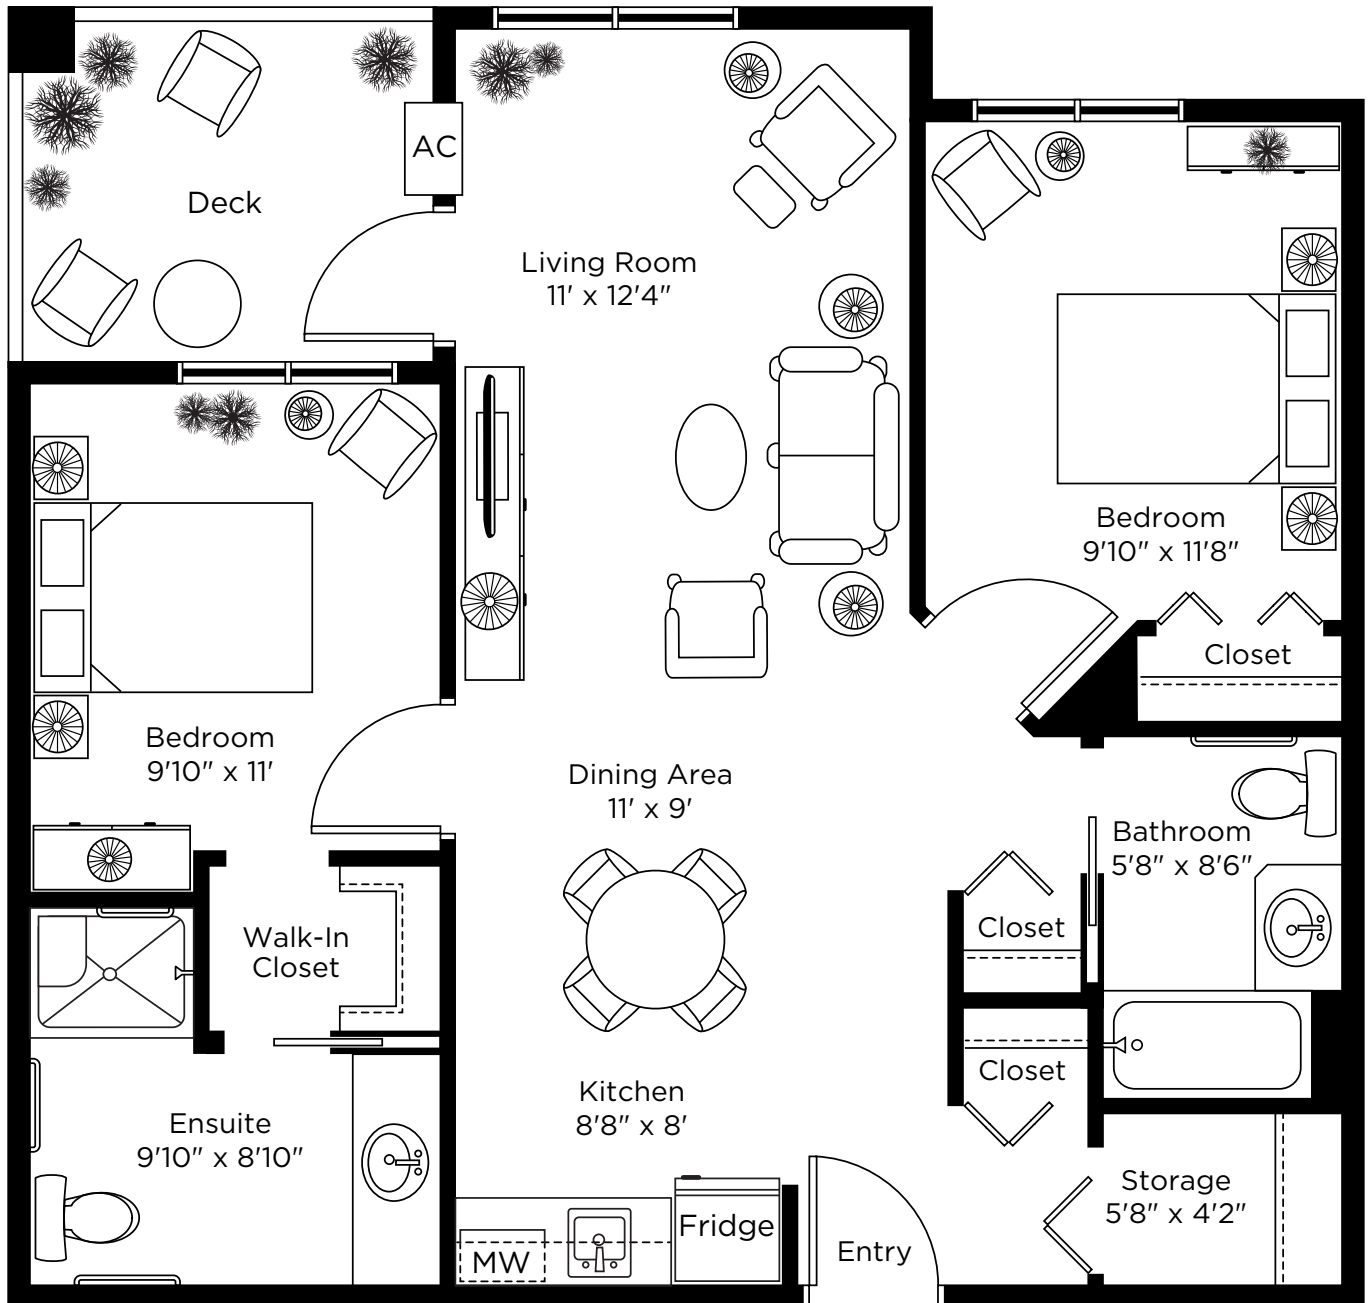 AC
Deck
Living Room
11' x 12'4"
Bedroom
9'10" x 11'8"
Closet
Bedroom
9'10" x 11'
Dining Area
11' x 9'
Bathroom
5'8" x 8'6"
Walk-In
Closet
Closet
Closet
Kitchen
8'8" x 8'
Ensuite
9'10" x 8'10"
Storage
5'8" x 4'2"
Fridge
Entry
MW